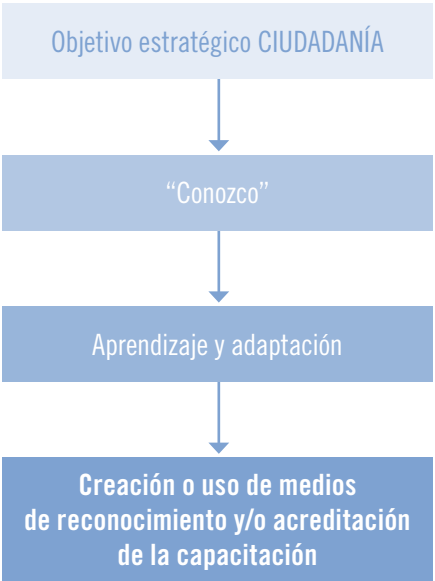 Objetivo estratégico CIUDADANÍA
“Conozco”
Aprendizaje y adaptación
Creación o uso de medios
de reconocimiento y/o acreditación
de la capacitación